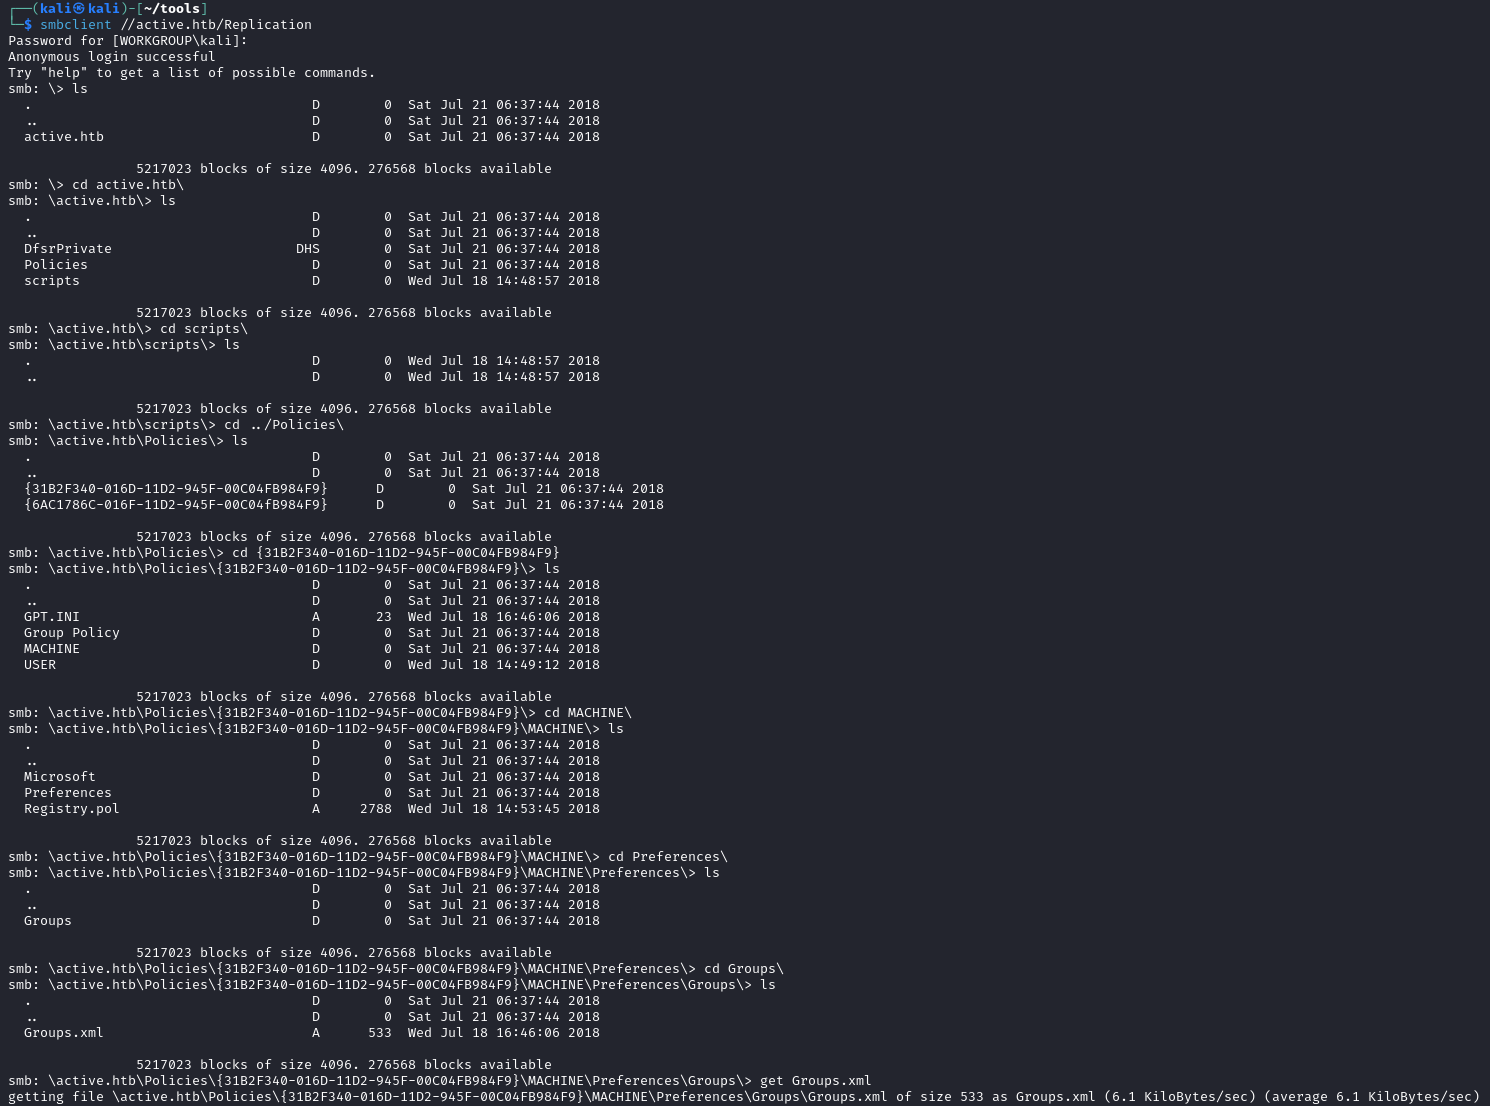 ┌──(kali㉿kali)-[~/tools]
└─$ smbclient //active.htb/Replication
Password for [WORKGROUP\kali]:
Anonymous login successful
Try "help" to get a list of possible commands.
smb: \> ls
  .                                   D        0  Sat Jul 21 06:37:44 2018
  ..                                  D        0  Sat Jul 21 06:37:44 2018
  active.htb                          D        0  Sat Jul 21 06:37:44 2018

                5217023 blocks of size 4096. 276568 blocks available
smb: \> cd active.htb\
smb: \active.htb\> ls
  .                                   D        0  Sat Jul 21 06:37:44 2018
  ..                                  D        0  Sat Jul 21 06:37:44 2018
  DfsrPrivate                       DHS        0  Sat Jul 21 06:37:44 2018
  Policies                            D        0  Sat Jul 21 06:37:44 2018
  scripts                             D        0  Wed Jul 18 14:48:57 2018

                5217023 blocks of size 4096. 276568 blocks available
smb: \active.htb\> cd scripts\
smb: \active.htb\scripts\> ls
  .                                   D        0  Wed Jul 18 14:48:57 2018
  ..                                  D        0  Wed Jul 18 14:48:57 2018

                5217023 blocks of size 4096. 276568 blocks available
smb: \active.htb\scripts\> cd ../Policies\
smb: \active.htb\Policies\> ls
  .                                   D        0  Sat Jul 21 06:37:44 2018
  ..                                  D        0  Sat Jul 21 06:37:44 2018
  {31B2F340-016D-11D2-945F-00C04FB984F9}      D        0  Sat Jul 21 06:37:44 2018
  {6AC1786C-016F-11D2-945F-00C04fB984F9}      D        0  Sat Jul 21 06:37:44 2018

                5217023 blocks of size 4096. 276568 blocks available
smb: \active.htb\Policies\> cd {31B2F340-016D-11D2-945F-00C04FB984F9}
smb: \active.htb\Policies\{31B2F340-016D-11D2-945F-00C04FB984F9}\> ls
  .                                   D        0  Sat Jul 21 06:37:44 2018
  ..                                  D        0  Sat Jul 21 06:37:44 2018
  GPT.INI                             A       23  Wed Jul 18 16:46:06 2018
  Group Policy                        D        0  Sat Jul 21 06:37:44 2018
  MACHINE                             D        0  Sat Jul 21 06:37:44 2018
  USER                                D        0  Wed Jul 18 14:49:12 2018

                5217023 blocks of size 4096. 276568 blocks available
smb: \active.htb\Policies\{31B2F340-016D-11D2-945F-00C04FB984F9}\> cd MACHINE\
smb: \active.htb\Policies\{31B2F340-016D-11D2-945F-00C04FB984F9}\MACHINE\> ls
  .                                   D        0  Sat Jul 21 06:37:44 2018
  ..                                  D        0  Sat Jul 21 06:37:44 2018
  Microsoft                           D        0  Sat Jul 21 06:37:44 2018
  Preferences                         D        0  Sat Jul 21 06:37:44 2018
  Registry.pol                        A     2788  Wed Jul 18 14:53:45 2018

                5217023 blocks of size 4096. 276568 blocks available
smb: \active.htb\Policies\{31B2F340-016D-11D2-945F-00C04FB984F9}\MACHINE\> cd Preferences\
smb: \active.htb\Policies\{31B2F340-016D-11D2-945F-00C04FB984F9}\MACHINE\Preferences\> ls
  .                                   D        0  Sat Jul 21 06:37:44 2018
  ..                                  D        0  Sat Jul 21 06:37:44 2018
  Groups                              D        0  Sat Jul 21 06:37:44 2018

                5217023 blocks of size 4096. 276568 blocks available
smb: \active.htb\Policies\{31B2F340-016D-11D2-945F-00C04FB984F9}\MACHINE\Preferences\> cd Groups\
smb: \active.htb\Policies\{31B2F340-016D-11D2-945F-00C04FB984F9}\MACHINE\Preferences\Groups\> ls
  .                                   D        0  Sat Jul 21 06:37:44 2018
  ..                                  D        0  Sat Jul 21 06:37:44 2018
  Groups.xml                          A      533  Wed Jul 18 16:46:06 2018

                5217023 blocks of size 4096. 276568 blocks available
smb: \active.htb\Policies\{31B2F340-016D-11D2-945F-00C04FB984F9}\MACHINE\Preferences\Groups\> get Groups.xml
getting file \active.htb\Policies\{31B2F340-016D-11D2-945F-00C04FB984F9}\MACHINE\Preferences\Groups\Groups.xml of size 533 as Groups.xml (6.1 KiloBytes/sec) (average 6.1 KiloBytes/sec)